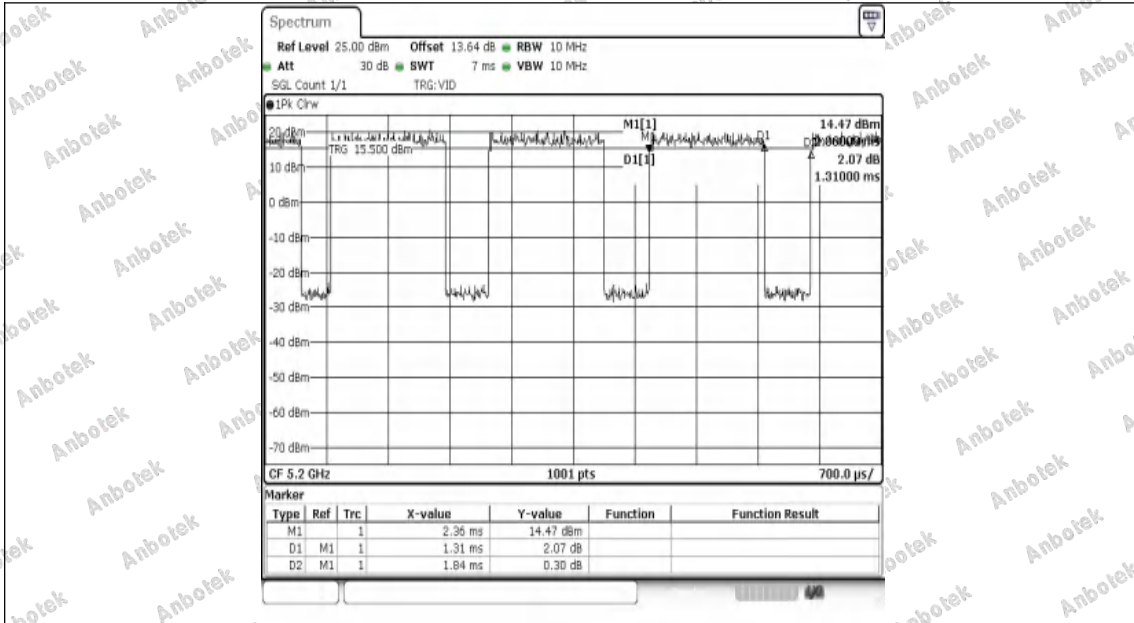 Spectrum
Ref Level 25.00 dBm Offset 13.64 dB RBW 10 MHz
Att 30 dB SWT 7 ms VBW 10 MHz
SGL Count 1/1 TRG:VID
1Pk Clrw
M1[1] 14.47 dBm
20 dBm
M1 D1
TRG 15.500 dBm
D1[1] 2.07 dB
10 dBm
1.31000 ms
0 dBm
-10 dBm
-20 dBm
-30 dBm
-40 dBm
-50 dBm
-60 dBm
-70 dBm
CF 5.2 GHz 1001 pts 700.0 µs/
Marker
Type Ref Trc X-value Y-value Function Function Result
M1 1 2.36 ms 14.47 dBm
D1 M1 1 1.31 ms 2.07 dB
D2 M1 1 1.84 ms 0.30 dB
Anbotek